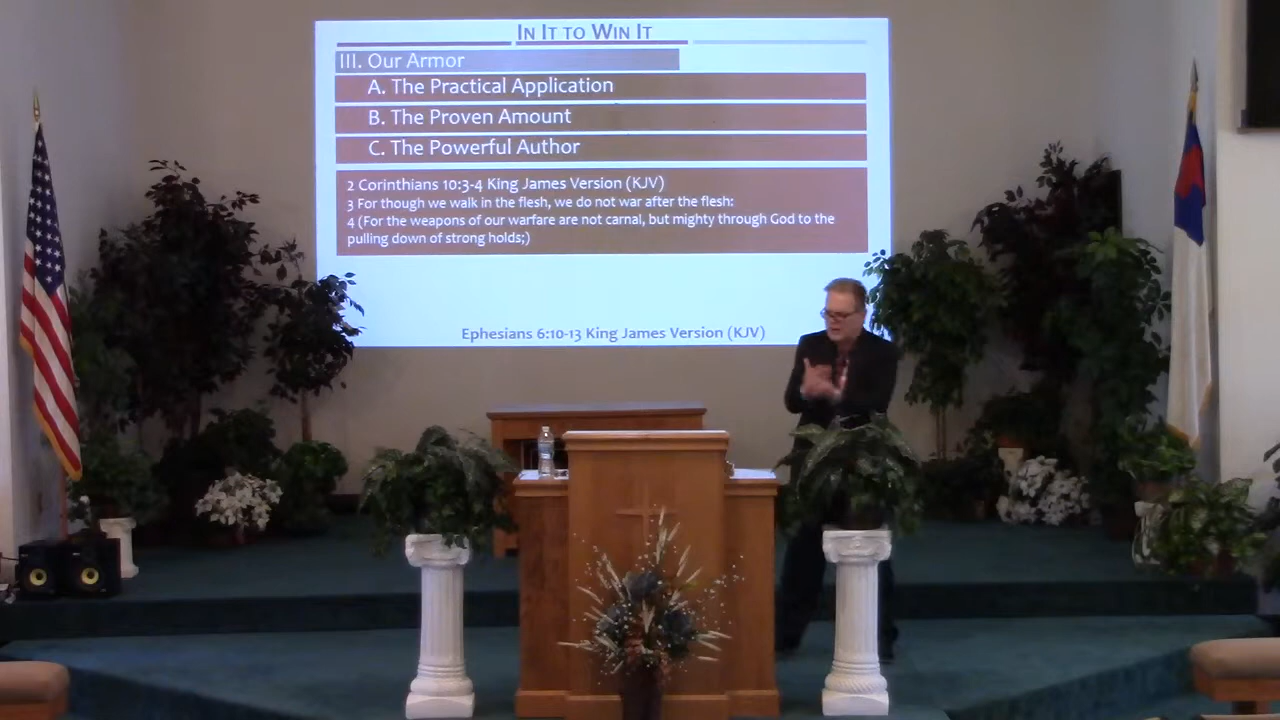 In It to Win It
III. Our Armor
A. The Practical Application
B. The Proven Amount
C. The Powerful Author
2 Corinthians 10:3-4 King James Version (KJV)
3 For though we walk in the flesh, we do not war after the flesh:
4 (For the weapons of our warfare are not carnal, but mighty through God to the
pulling down of strong holds;)
Ephesians 6:10-13 King James Version (KJV)